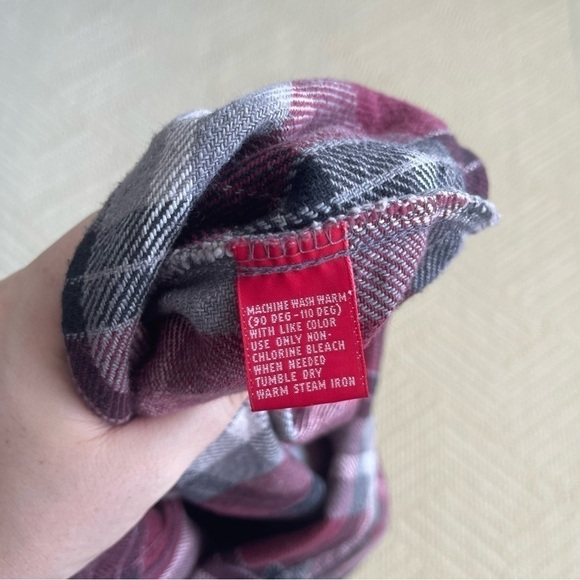 MACHINE WASH WARM*
(90 DEG -110 DEG)
WITH LIKE COLOR
USE ONLY NON-
CHLORINE BLEACH
WHEN NEEDED
TUMBLE DRY
WARM STEAM IRON